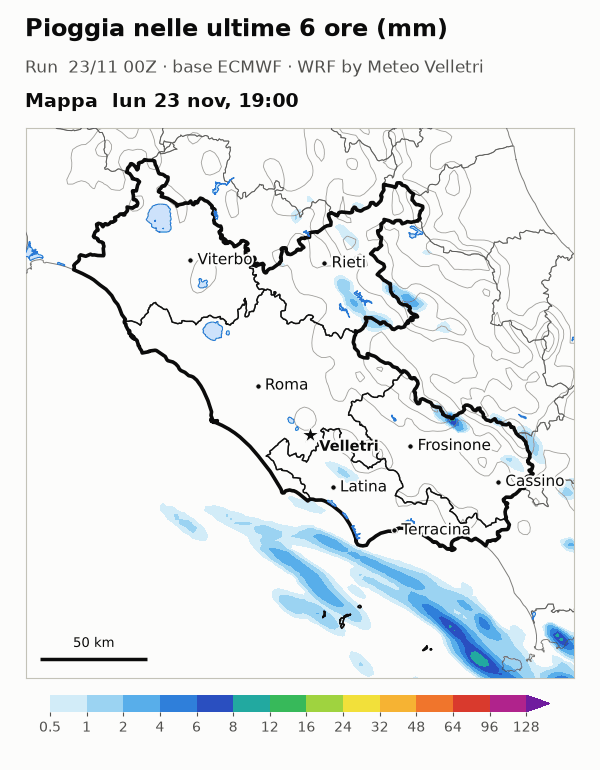 Pioggia nelle ultime 6 ore (mm)
Run 23/11 00Z · base ECMWF · WRF by Meteo Velletri
Mappa lun 23 nov, 19:00
Viterbo
Rieti
Roma
Velletri
Frosinone
Latina
Cassino
Terracina
50 km
0.5 1 2 4 6 8 12 16 24 32 48 64 96 128